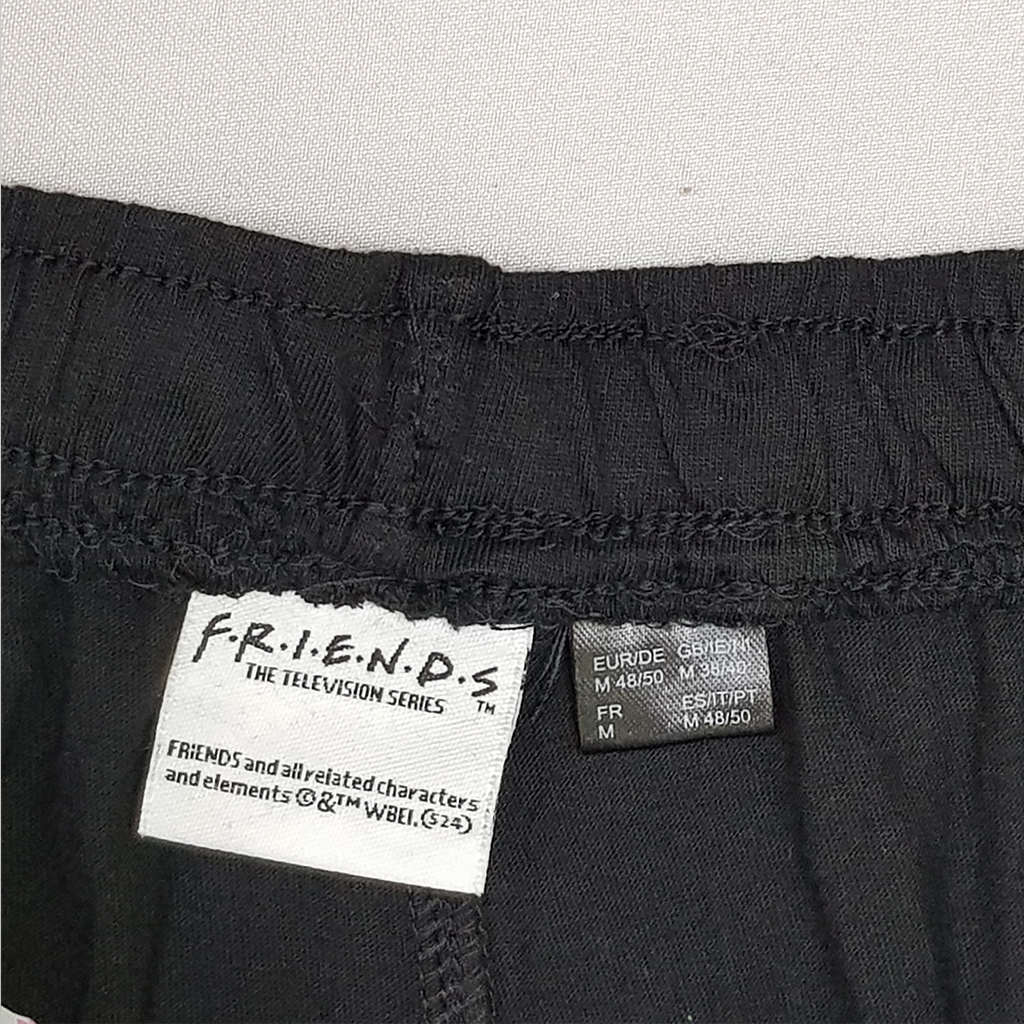 F.R.I.E.N.D.S
THE TELEVISION SERIES ™
FRIENDS and all related characters
and elements ©&™ WBEI.(S24)
EUR/DE
M 48/50
FR
M
M
ES/IT/PT
M 48/50